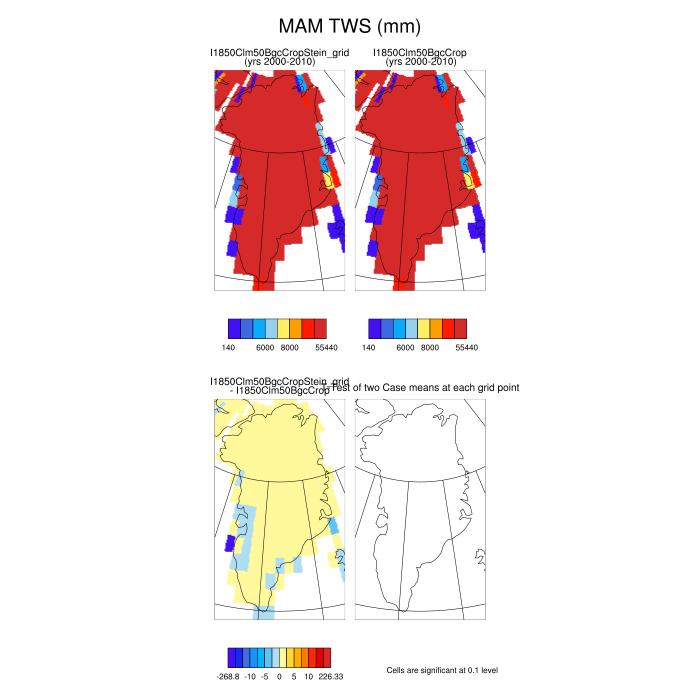 MAM TWS (mm)
I1850Clm50BgcCropStein_grid
(yrs 2000-2010)
I1850Clm50BgcCrop
(yrs 2000-2010)
140 6000 8000 55440
140 6000 8000 55440
I1850Clm50BgcCropStein_grid
- I1850Clm50BgcCrop
T-Test of two Case means at each grid point
-268.8 -10 -5 0 5 10 226.33
Cells are significant at 0.1 level